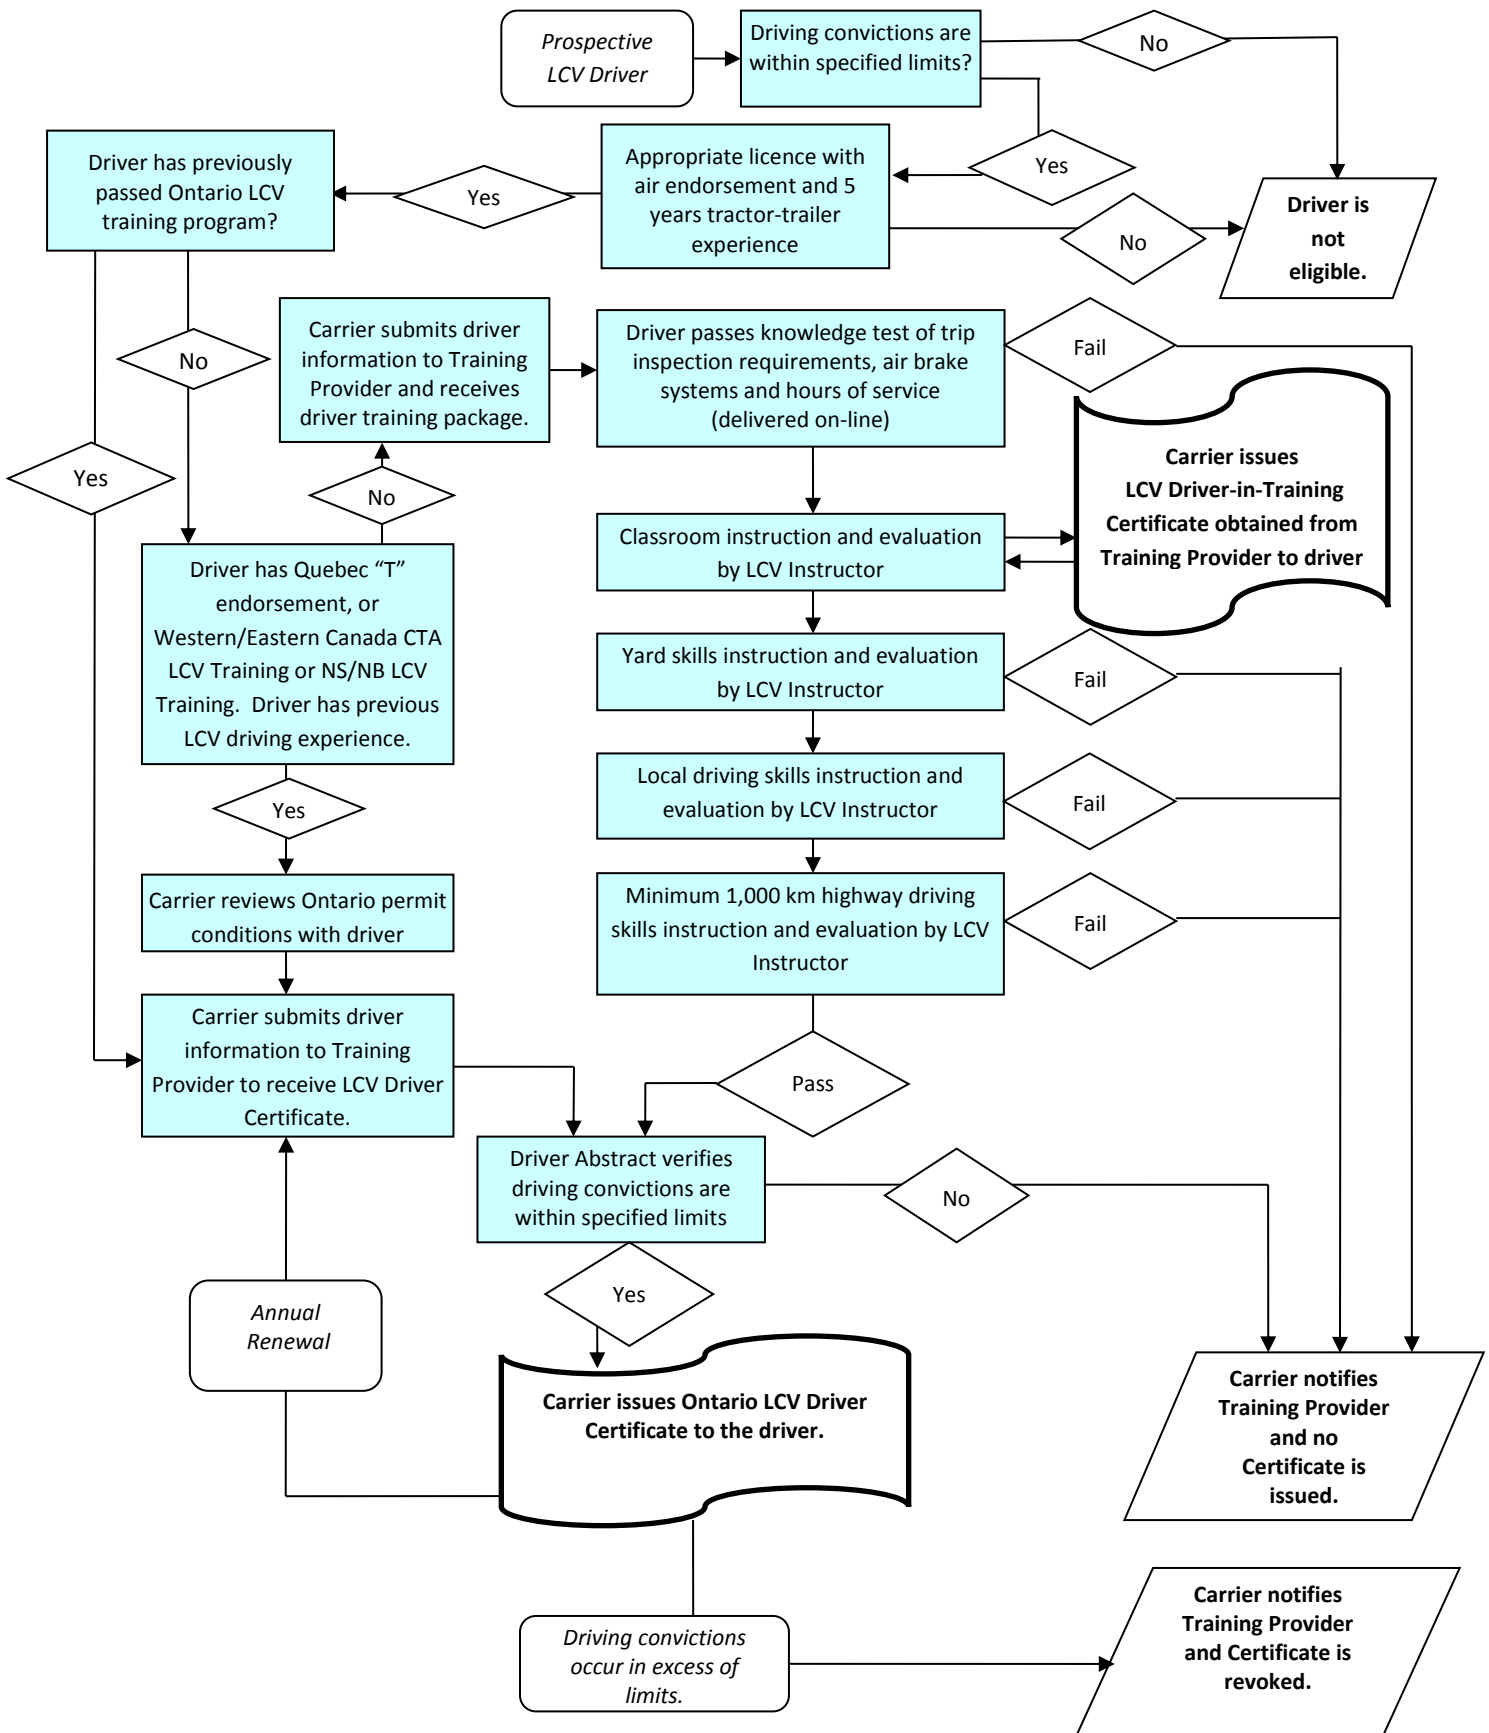 Prospective
LCV Driver
Driving convictions are
within specified limits?
No
Yes
Driver has previously
passed Ontario LCV
training program?
Yes
Appropriate licence with
air endorsement and 5
years tractor-trailer
experience
No
Driver is
not
eligible.
No
Carrier submits driver
information to Training
Provider and receives
driver training package.
Driver passes knowledge test of trip
inspection requirements, air brake
systems and hours of service
(delivered on-line)
Fail
Yes
No
Carrier issues
LCV Driver-in-Training
Certificate obtained from
Training Provider to driver
Classroom instruction and evaluation
by LCV Instructor
Driver has Quebec “T”
endorsement, or
Western/Eastern Canada CTA
LCV Training or NS/NB LCV
Training.  Driver has previous
LCV driving experience.
Yard skills instruction and evaluation
by LCV Instructor
Fail
Yes
Local driving skills instruction and
evaluation by LCV Instructor
Fail
Carrier reviews Ontario permit
conditions with driver
Minimum 1,000 km highway driving
skills instruction and evaluation by LCV
Instructor
Fail
Carrier submits driver
information to Training
Provider to receive LCV Driver
Certificate.
Pass
Driver Abstract verifies
driving convictions are
within specified limits
No
Annual
Renewal
Yes
Carrier issues Ontario LCV Driver
Certificate to the driver.
Carrier notifies
Training Provider
and no
Certificate is
issued.
Driving convictions
occur in excess of
limits.
Carrier notifies
Training Provider
and Certificate is
revoked.